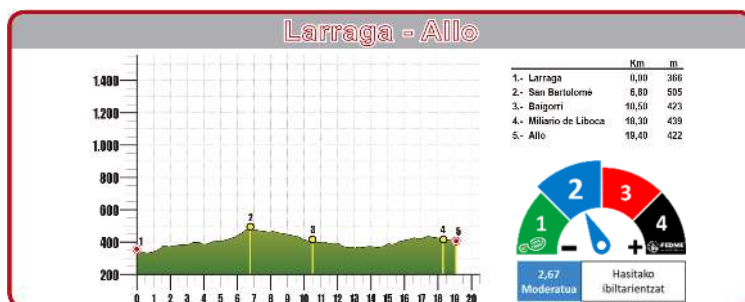 Larraga - Allo
Km m
1.- Larraga 0,00 366
2.- San Bartolomé 6,80 505
3.- Baigorri 10,50 423
4.- Miliario de Liboca 18,30 439
5.- Allo 19,40 422
1.400
1.200
1.000
800
600
400
200
1 2 3 4 5
0 1 2 3 4 5 6 7 8 9 10 11 12 13 14 15 16 17 18 19 20
1 2 3 4
- +
FEDME
2,67
Moderatua
Hasitako
ibiltarientzat